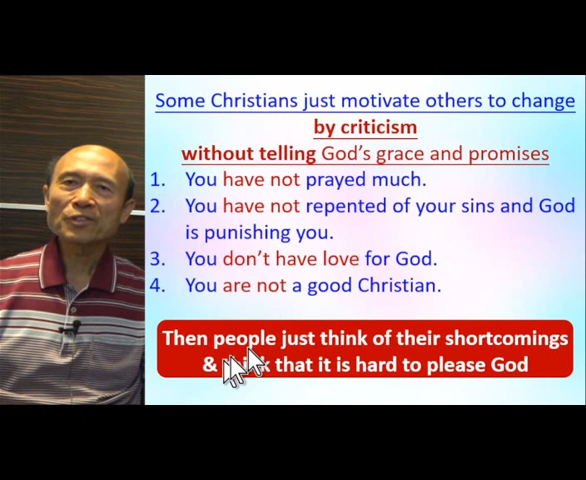 Some Christians just motivate others to change
by criticism
without telling God's grace and promises
1. You have not prayed much.
2. You have not repented of your sins and God
is punishing you.
3. You don't have love for God.
4. You are not a good Christian.
Then people just think of their shortcomings
& that it is hard to please God